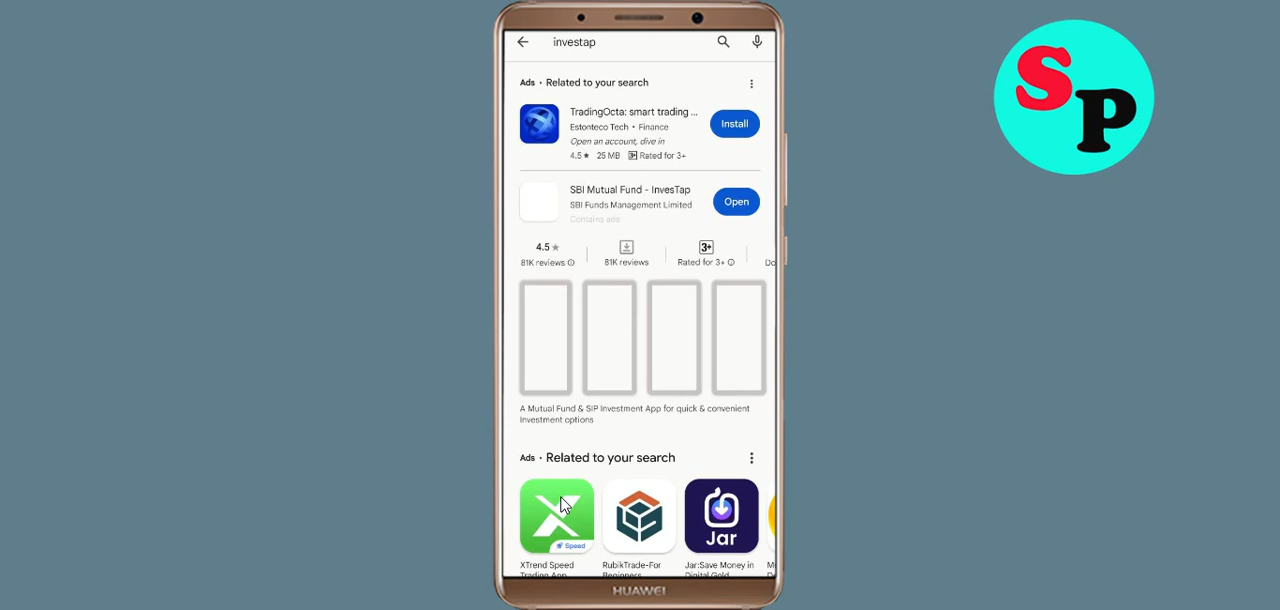 investap
SP
Ads · Related to your search
TradingOcta: smart trading ...
Estonteco Tech · Finance
Open an account, dive in
4.5★ 25 MB 3+ Rated for 3+
Install
SBI Mutual Fund - InvesTap
SBI Funds Management Limited
Contains ads
Open
4.5★ 3+
81K reviews 81K reviews Rated for 3+ Do
A Mutual Fund & SIP Investment App for quick & convenient
Investment options
Ads · Related to your search
Jar
Speed
XTrend Speed RubikTrade-For Jar:Save Money in
Trading App Beginners Digital Gold
HUAWEI